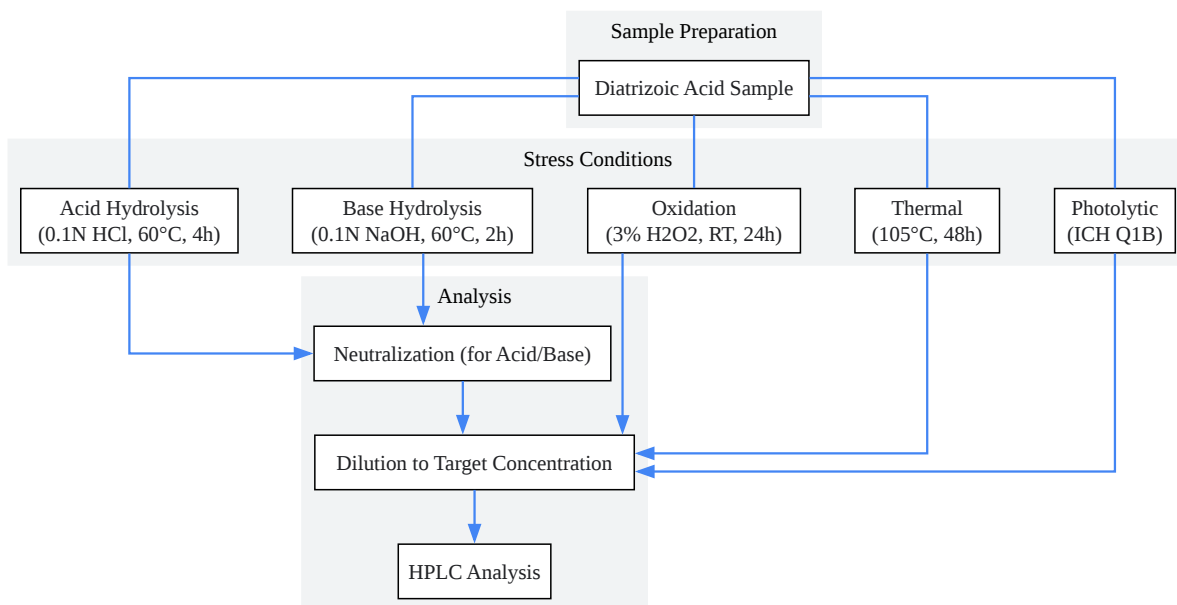 Sample Preparation
Diatrizoic Acid Sample
Stress Conditions
Acid Hydrolysis
(0.1N HCl, 60°C, 4h)
Base Hydrolysis
(0.1N NaOH, 60°C, 2h)
Oxidation
(3% H2O2, RT, 24h)
Thermal
(105°C, 48h)
Photolytic
(ICH Q1B)
Analysis
Neutralization (for Acid/Base)
Dilution to Target Concentration
HPLC Analysis